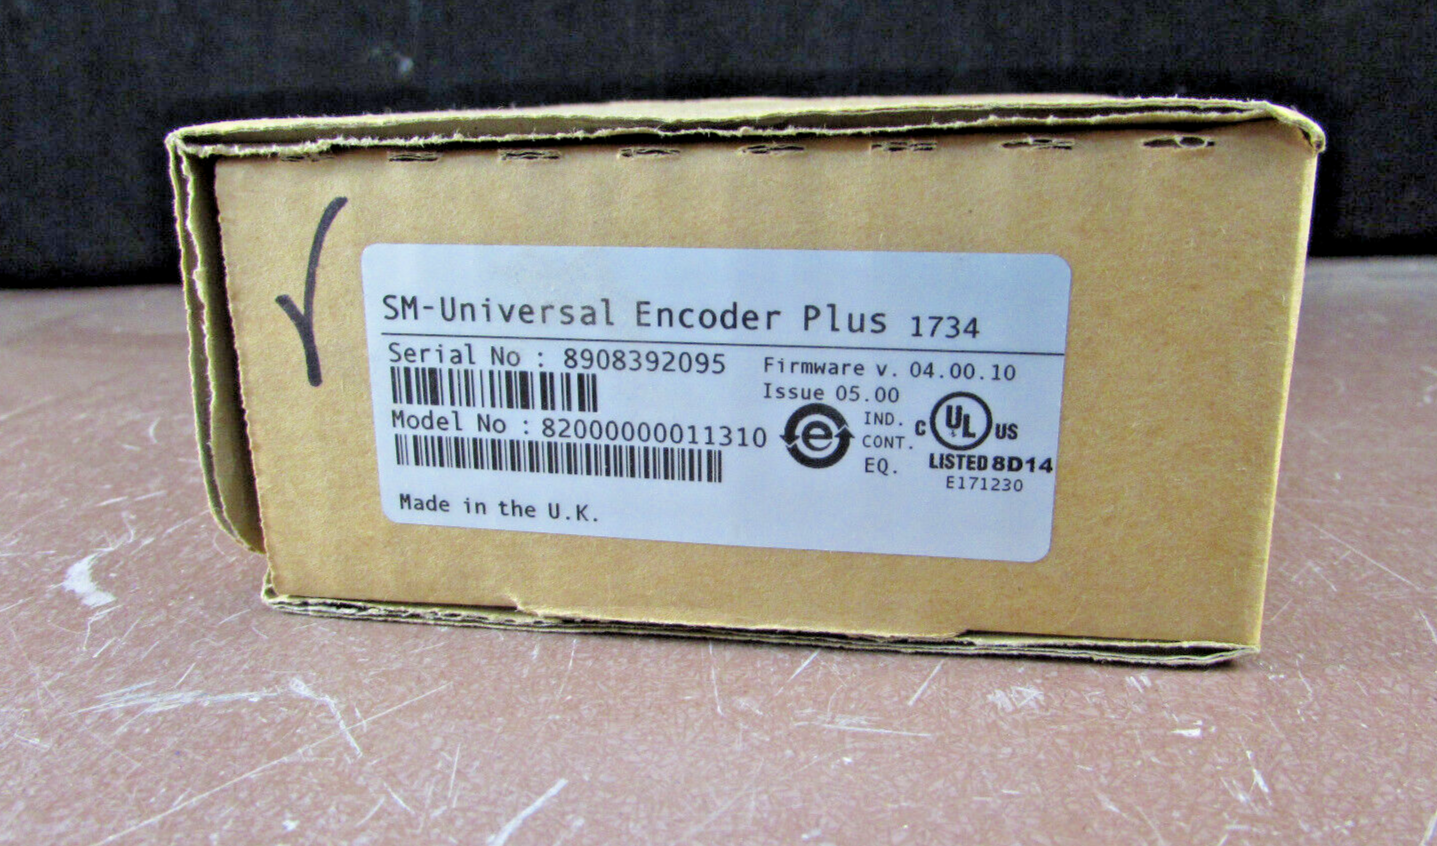 SM-Universal Encoder Plus 1734
Serial No : 8908392095
Firmware v. 04.00.10
Issue 05.00
Model No : 82000000011310
e
IND.
CONT.
EQ.
C UL US
LISTED 8D14
E171230
Made in the U.K.